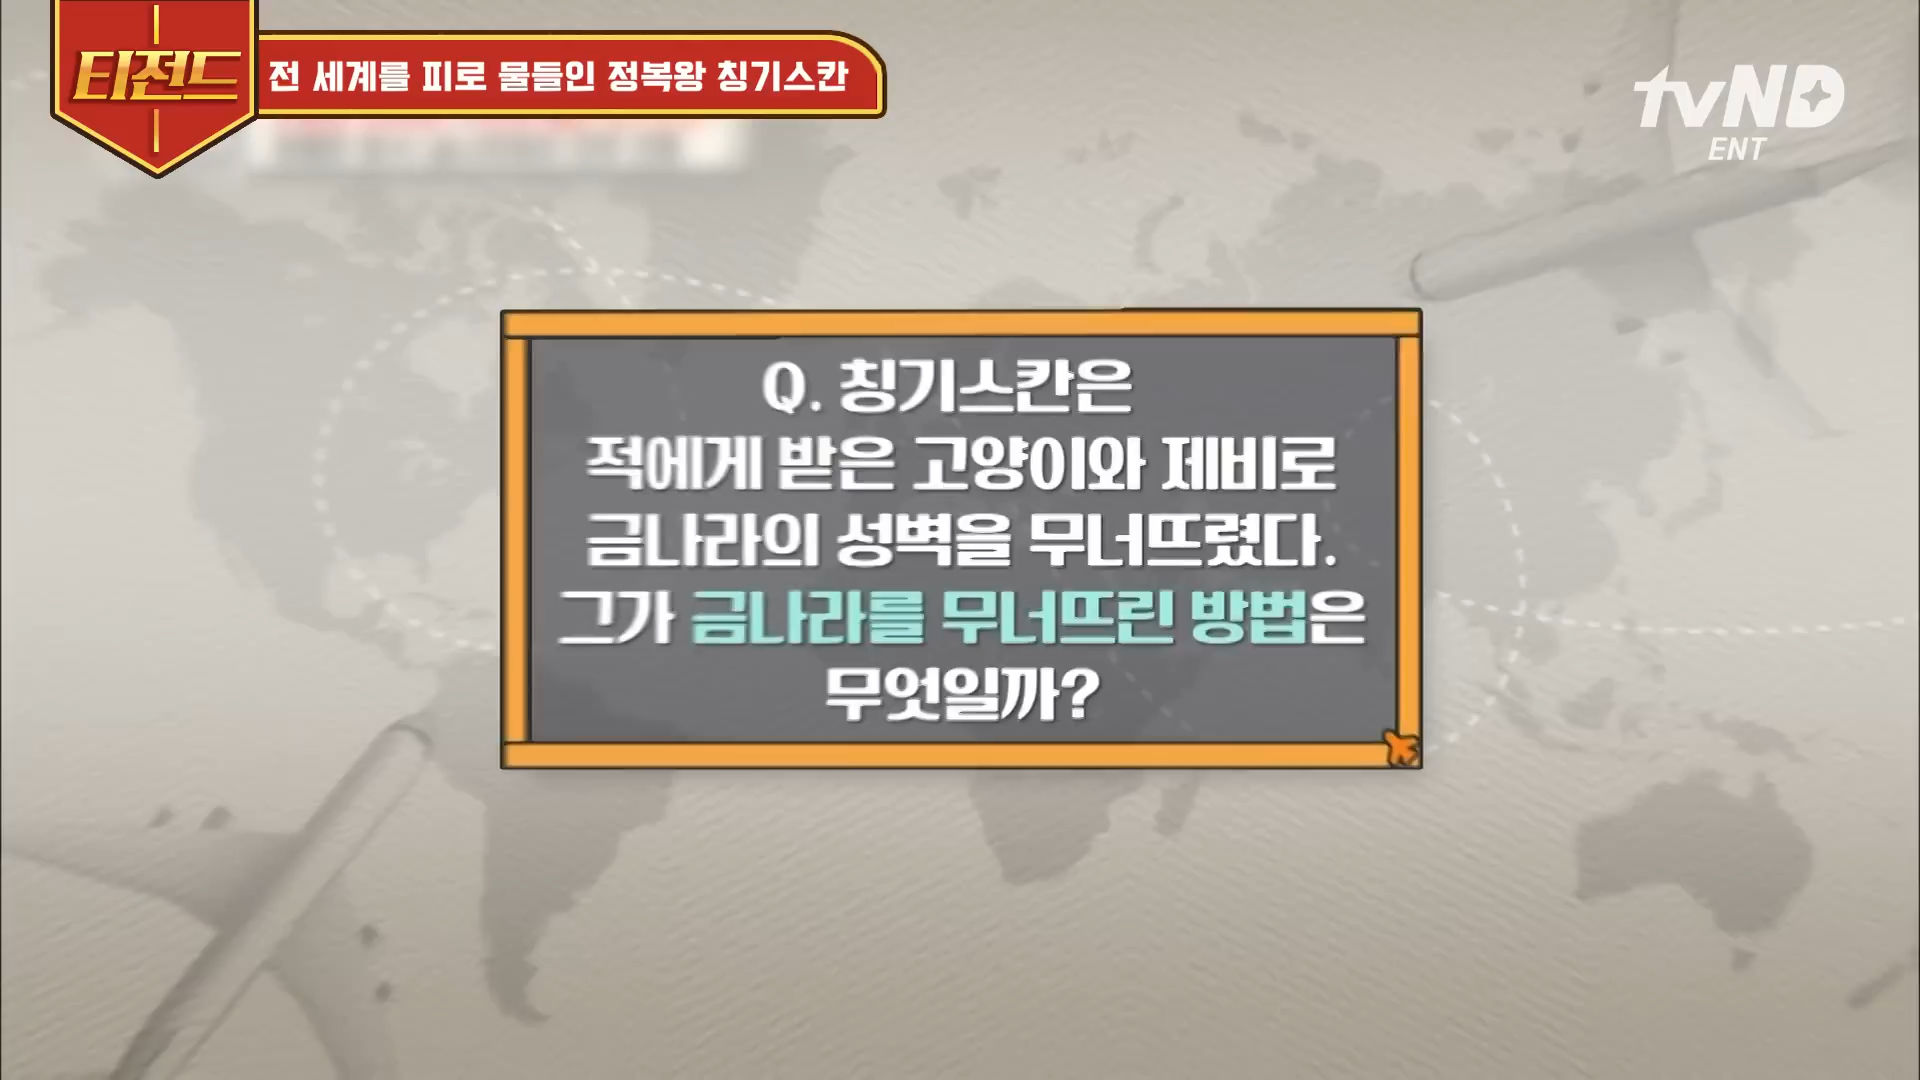 티전드
전 세계를 피로 물들인 정복왕 칭기스칸
tvND
ENT
Q. 칭기스칸은
적에게 받은 고양이와 제비로
금나라의 성벽을 무너뜨렸다.
그가 금나라를 무너뜨린 방법은
무엇일까?